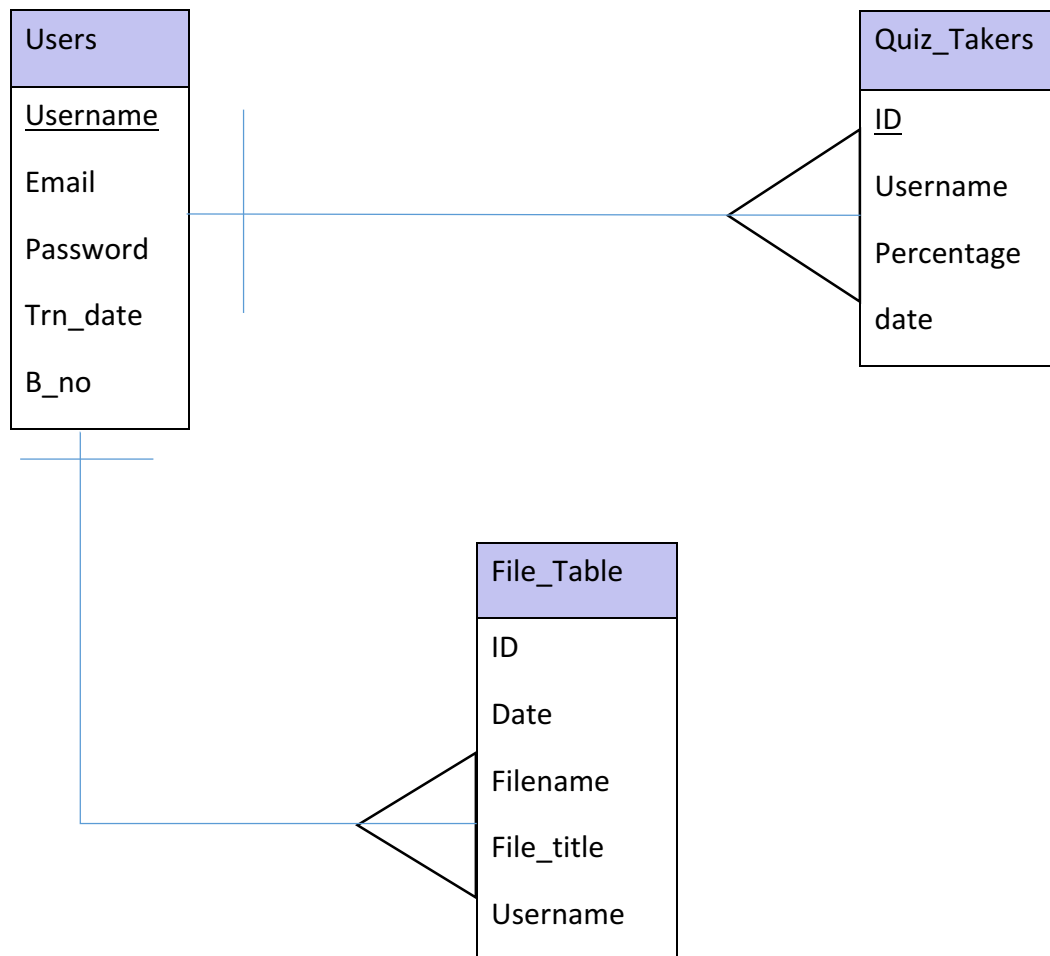 Users
Username
Email
Password
Trn_date
B_no
Quiz_Takers
ID
Username
Percentage
date
File_Table
ID
Date
Filename
File_title
Username